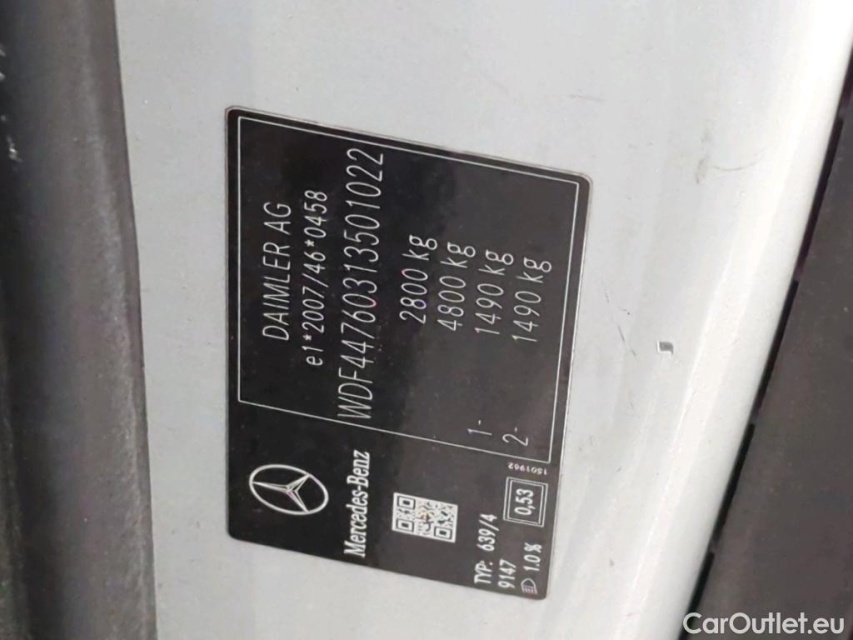 DAIMLER AG
e1*2007/46*0458
WDF44760313501022
2800 kg
4800 kg
1- 1490 kg
2- 1490 kg
Mercedes-Benz
TYP: 639/4
9147
1.0 %
0,53
1501962
CarOutlet.eu